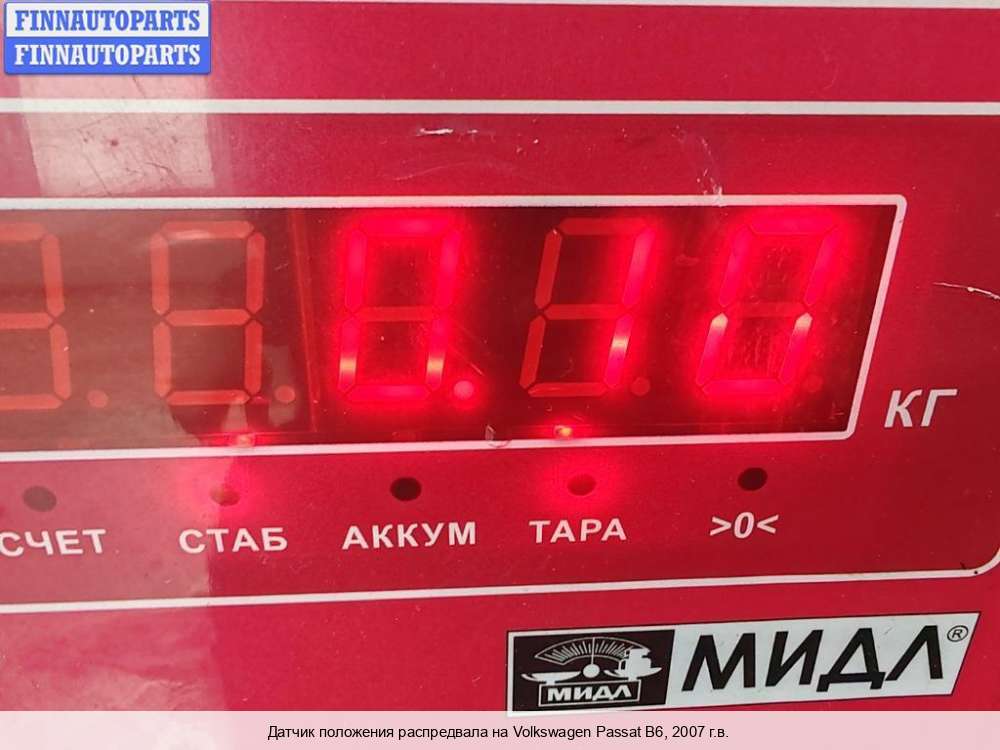 FINNAUTOPARTS
FINNAUTOPARTS
0.10
КГ
СЧЕТ СТАБ АККУМ ТАРА >0<
МИДЛ МИДЛ®
Датчик положения распредвала на Volkswagen Passat B6, 2007 г.в.